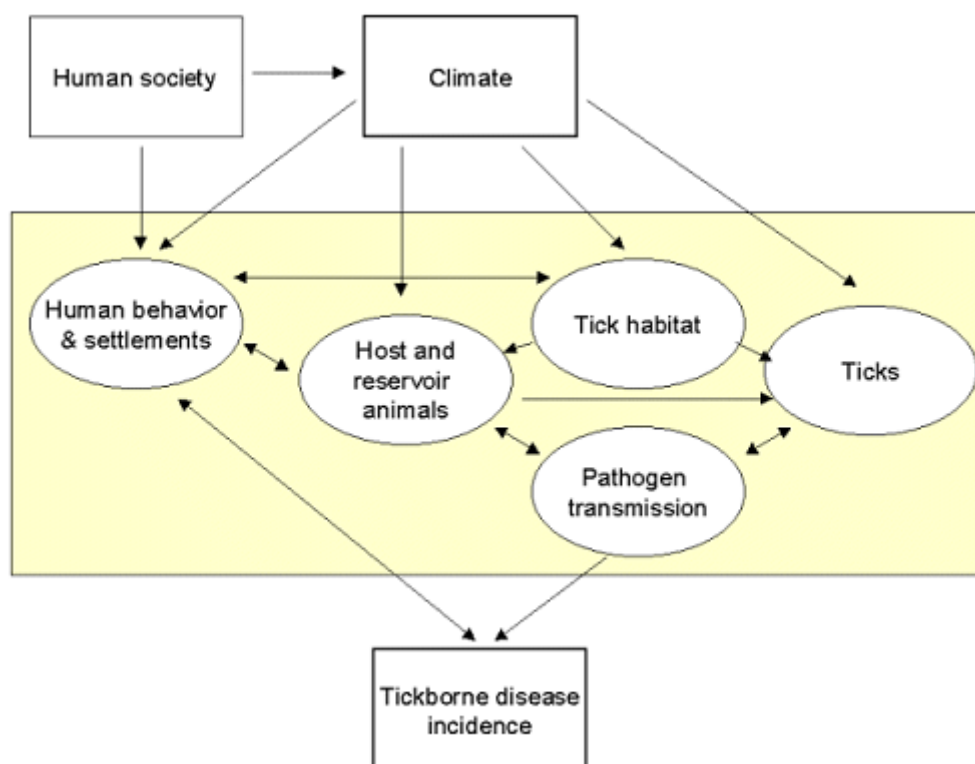 Human society
Climate
Human behavior
& settlements
Host and
reservoir
animals
Tick habitat
Ticks
Pathogen
transmission
Tickborne disease
incidence